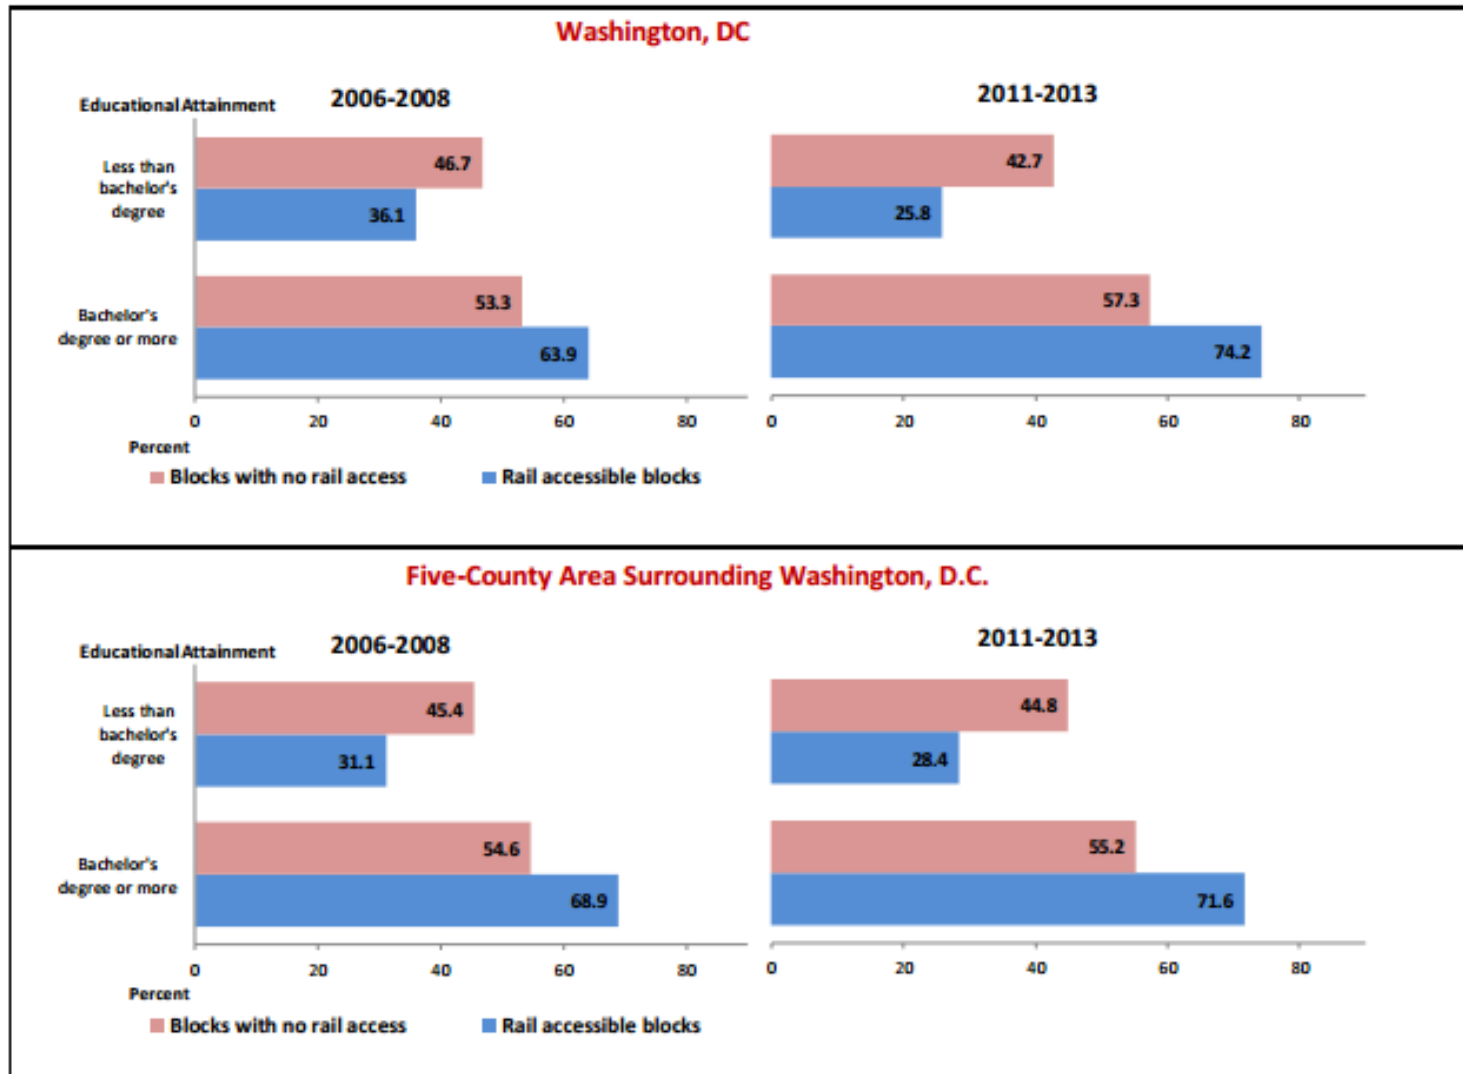 Washington, DC
Educational Attainment
2006-2008
2011-2013
Less than
bachelor's
degree
46.7
36.1
42.7
25.8
Bachelor's
degree or more
53.3
63.9
57.3
74.2
0 20 40 60 80
0 20 40 60 80
Percent
Blocks with no rail access Rail accessible blocks
Five-County Area Surrounding Washington, D.C.
Educational Attainment
2006-2008
2011-2013
Less than
bachelor's
degree
45.4
31.1
44.8
28.4
Bachelor's
degree or more
54.6
68.9
55.2
71.6
0 20 40 60 80
0 20 40 60 80
Percent
Blocks with no rail access Rail accessible blocks